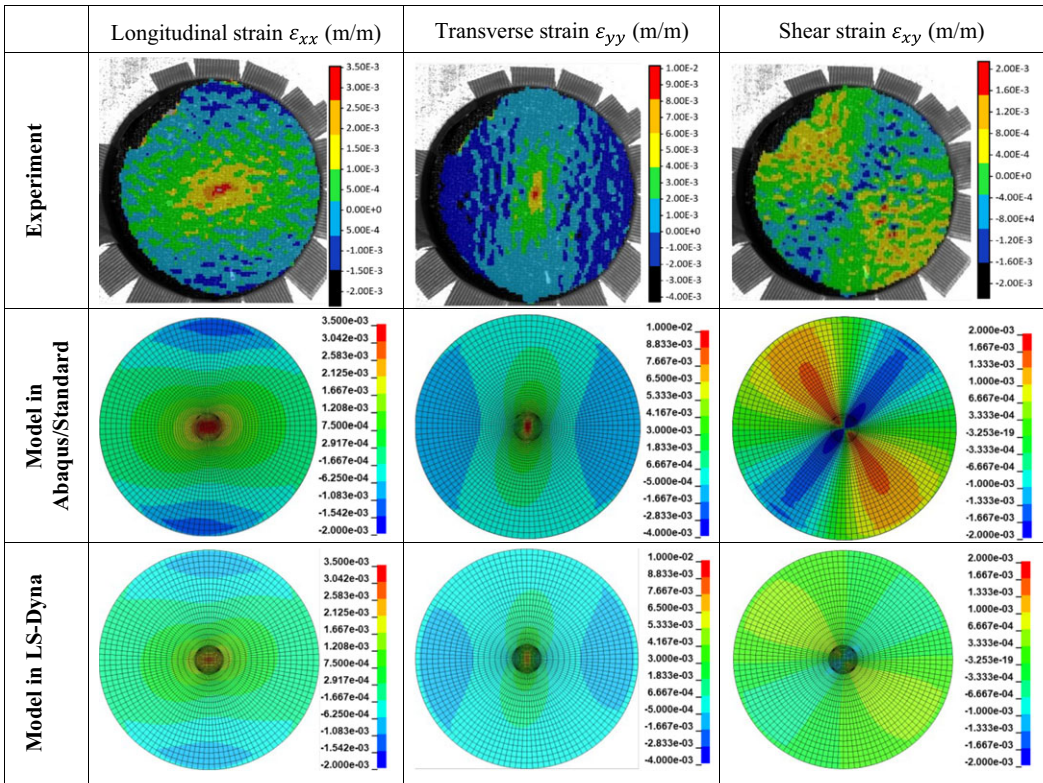 Longitudinal strain εxx (m/m)
Transverse strain εyy (m/m)
Shear strain εxy (m/m)
Experiment
3.50E-3
3.00E-3
2.50E-3
2.00E-3
1.50E-3
1.00E-3
5.00E-4
0.00E+0
-5.00E-4
-1.00E-3
-1.50E-3
-2.00E-3
1.00E-2
9.00E-3
8.00E-3
7.00E-3
6.00E-3
5.00E-3
4.00E-3
3.00E-3
2.00E-3
1.00E-3
0.00E+0
-1.00E-3
-2.00E-3
-3.00E-3
-4.00E-3
2.00E-3
1.60E-3
1.20E-3
8.00E-4
4.00E-4
0.00E+0
-4.00E-4
-8.00E+4
-1.20E-3
-1.60E-3
-2.00E-3
Model in
Abaqus/Standard
3.500e-03
3.042e-03
2.583e-03
2.125e-03
1.667e-03
1.208e-03
7.500e-04
2.917e-04
-1.667e-04
-6.250e-04
-1.083e-03
-1.542e-03
-2.000e-03
1.000e-02
8.833e-03
7.667e-03
6.500e-03
5.333e-03
4.167e-03
3.000e-03
1.833e-03
6.667e-04
-5.000e-04
-1.667e-03
-2.833e-03
-4.000e-03
2.000e-03
1.667e-03
1.333e-03
1.000e-03
6.667e-04
3.333e-04
-3.253e-19
-3.333e-04
-6.667e-04
-1.000e-03
-1.333e-03
-1.667e-03
-2.000e-03
Model in LS-Dyna
3.500e-03
3.042e-03
2.583e-03
2.125e-03
1.667e-03
1.208e-03
7.500e-04
2.917e-04
-1.667e-04
-6.250e-04
-1.083e-03
-1.542e-03
-2.000e-03
1.000e-02
8.833e-03
7.667e-03
6.500e-03
5.333e-03
4.167e-03
3.000e-03
1.833e-03
6.667e-04
-5.000e-04
-1.667e-03
-2.833e-03
-4.000e-03
2.000e-03
1.667e-03
1.333e-03
1.000e-03
6.667e-04
3.333e-04
-3.253e-19
-3.333e-04
-6.667e-04
-1.000e-03
-1.333e-03
-1.667e-03
-2.000e-03